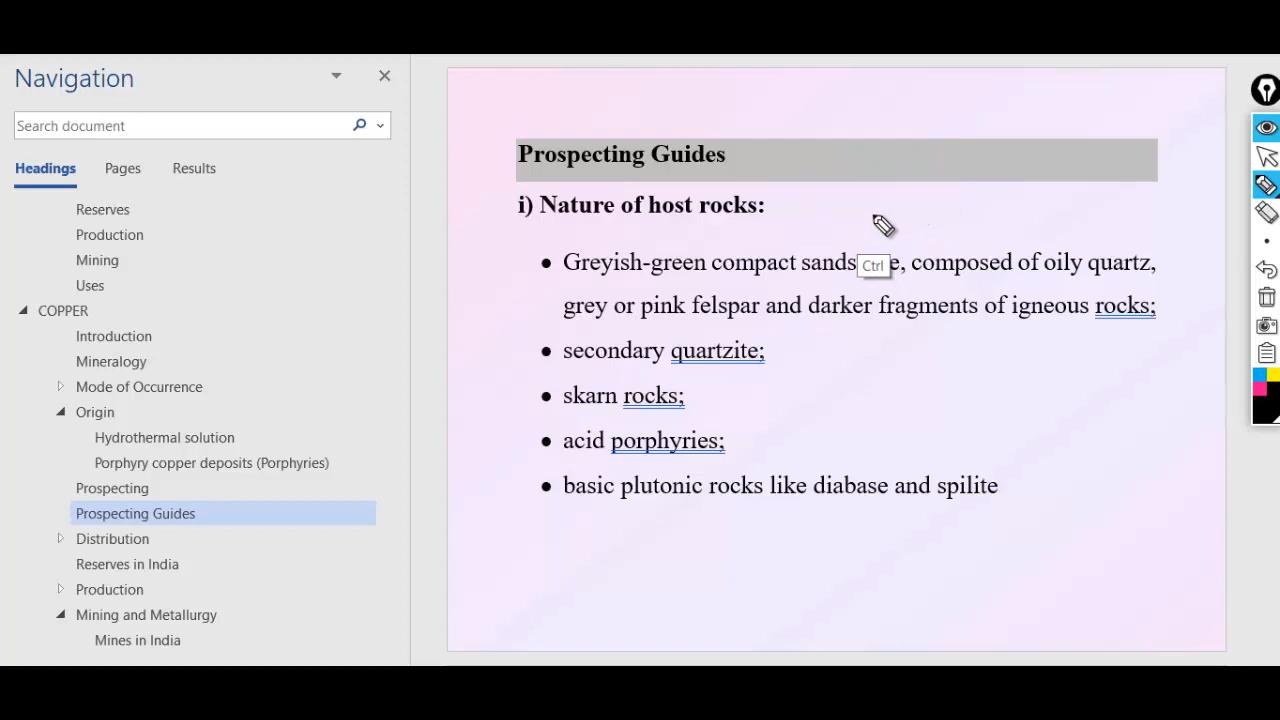 Navigation
Search document
Headings Pages Results
Reserves
Production
Mining
Uses
COPPER
Introduction
Mineralogy
Mode of Occurrence
Origin
Hydrothermal solution
Porphyry copper deposits (Porphyries)
Prospecting
Prospecting Guides
Distribution
Reserves in India
Production
Mining and Metallurgy
Mines in India
Prospecting Guides
i) Nature of host rocks:
• Greyish-green compact sands e, composed of oily quartz,
grey or pink felspar and darker fragments of igneous rocks;
• secondary quartzite;
• skarn rocks;
• acid porphyries;
• basic plutonic rocks like diabase and spilite
Ctrl